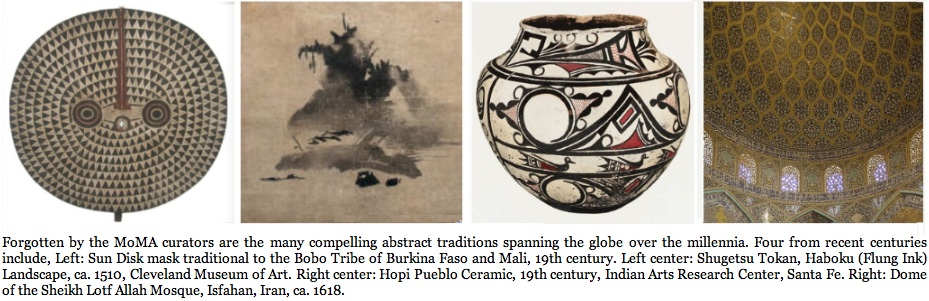 Forgotten by the MoMA curators are the many compelling abstract traditions spanning the globe over the millennia. Four from recent centuries
include, Left: Sun Disk mask traditional to the Bobo Tribe of Burkina Faso and Mali, 19th century. Left center: Shugetsu Tokan, Haboku (Flung Ink)
Landscape, ca. 1510, Cleveland Museum of Art. Right center: Hopi Pueblo Ceramic, 19th century, Indian Arts Research Center, Santa Fe. Right: Dome
of the Sheikh Lotf Allah Mosque, Isfahan, Iran, ca. 1618.